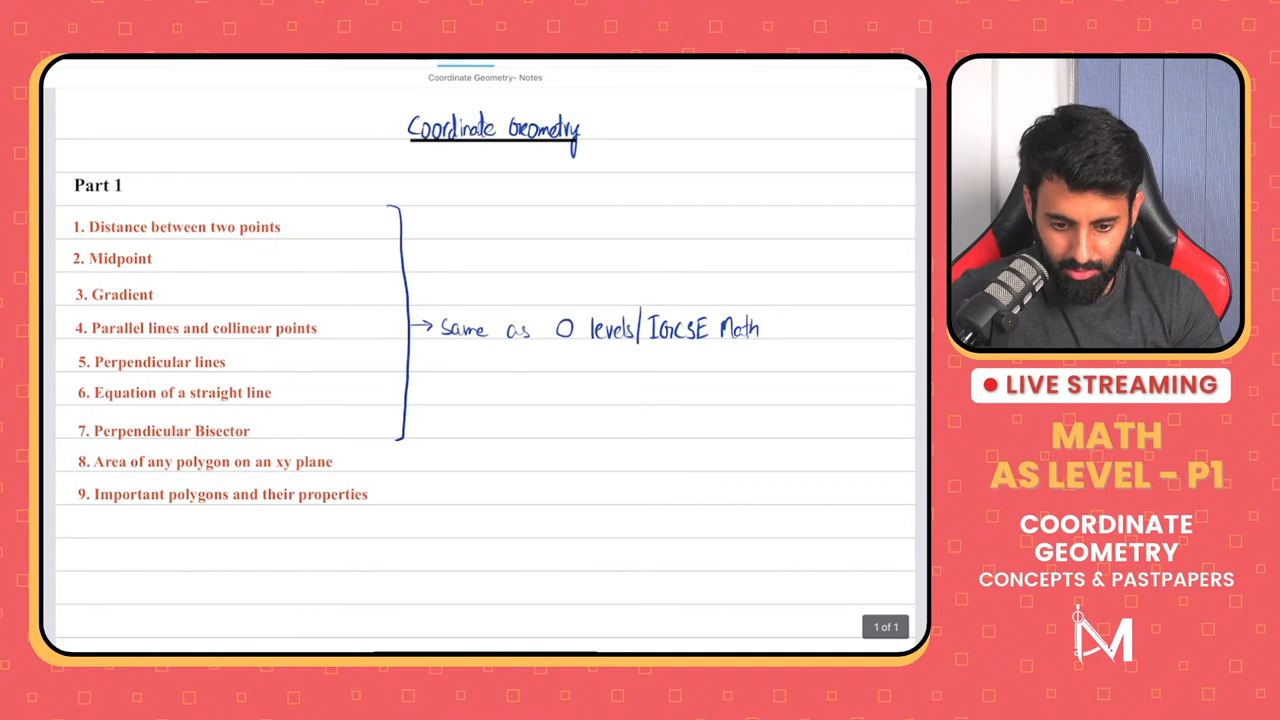 Coordinate Geometry- Notes
Coordinate Geometry
Part 1
1. Distance between two points
2. Midpoint
3. Gradient
4. Parallel lines and collinear points
→ Same as O levels/IGCSE Math
5. Perpendicular lines
6. Equation of a straight line
7. Perpendicular Bisector
8. Area of any polygon on an xy plane
9. Important polygons and their properties
1 of 1
LIVE STREAMING
MATH
AS LEVEL - P1
COORDINATE
GEOMETRY
CONCEPTS & PASTPAPERS
M